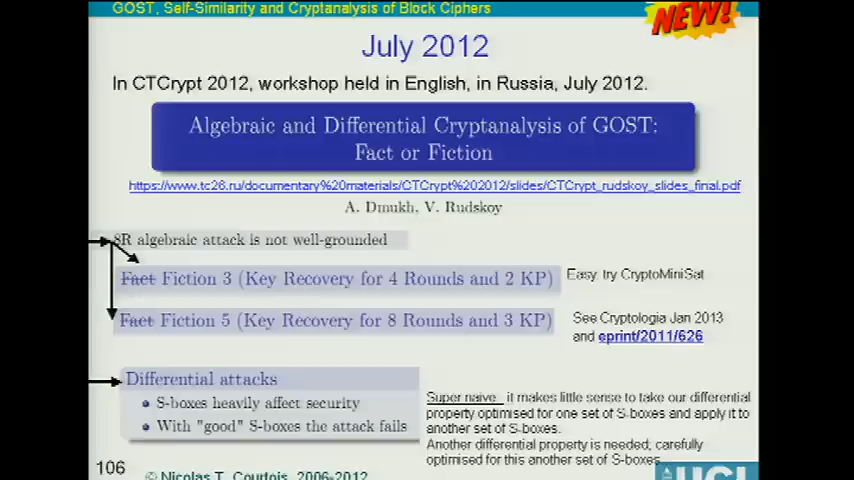 GOST, Self-Similarity and Cryptanalysis of Block Ciphers
NEW!
July 2012
In CTCrypt 2012, workshop held in English, in Russia, July 2012.
Algebraic and Differential Cryptanalysis of GOST:
Fact or Fiction
https://www.tc26.ru/documentary%20materials/CTCrypt%202012/slides/CTCrypt_rudskoy_slides_final.pdf
A. Dmukh, V. Rudskoy
8R algebraic attack is not well-grounded
Fact Fiction 3 (Key Recovery for 4 Rounds and 2 KP)
Easy: try CryptoMiniSat
Fact Fiction 5 (Key Recovery for 8 Rounds and 3 KP)
See Cryptologia Jan 2013
and eprint/2011/626
Differential attacks
S-boxes heavily affect security
With "good" S-boxes the attack fails
Super naive: it makes little sense to take our differential
property optimised for one set of S-boxes and apply it to
another set of S-boxes.
Another differential property is needed; carefully
optimised for this another set of S-boxes.
106
© Nicolas T. Courtois, 2006-2012
UCL